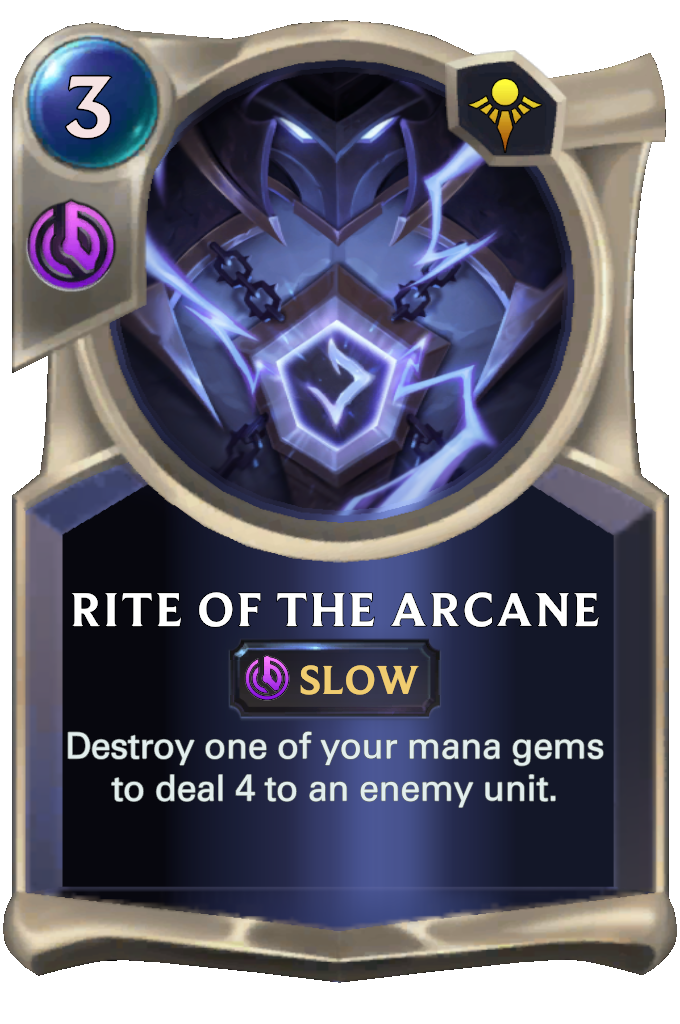 3
RITE OF THE ARCANE
SLOW
Destroy one of your mana gems
to deal 4 to an enemy unit.